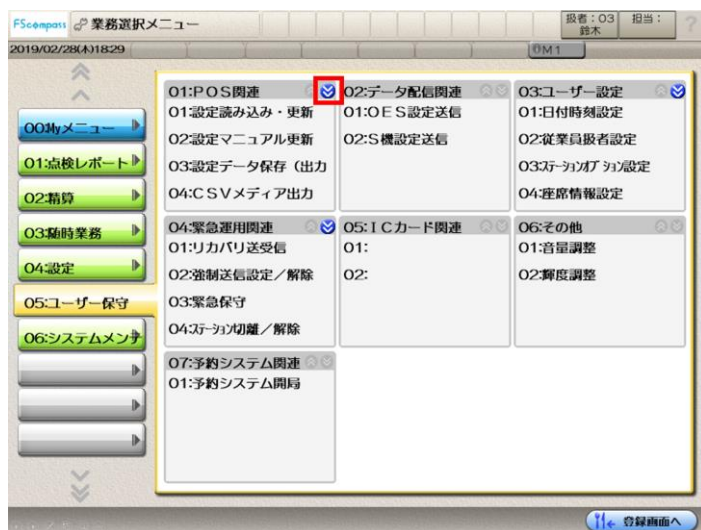 FScompass 業務選択メニュー
扱者：03 担当：
鈴木
?
2019/02/28(木)18:29
0M1
00:Myメニュー
01:点検レポート
02:精算
03:随時業務
04:設定
05:ユーザー保守
06:システムメンテ
01:POS関連
01:設定読み込み・更新
02:設定マニュアル更新
03:設定データ保存（出力
04:CSVメディア出力
02:データ配信関連
01:OES設定送信
02:S機設定送信
03:ユーザー設定
01:日付時刻設定
02:従業員扱者設定
03:ステーションオプション設定
04:座席情報設定
04:緊急運用関連
01:リカバリ送受信
02:強制送信設定／解除
03:緊急保守
04:ステーション切離／解除
05:ICカード関連
01:
02:
06:その他
01:音量調整
02:輝度調整
07:予約システム関連
01:予約システム開局
登録画面へ